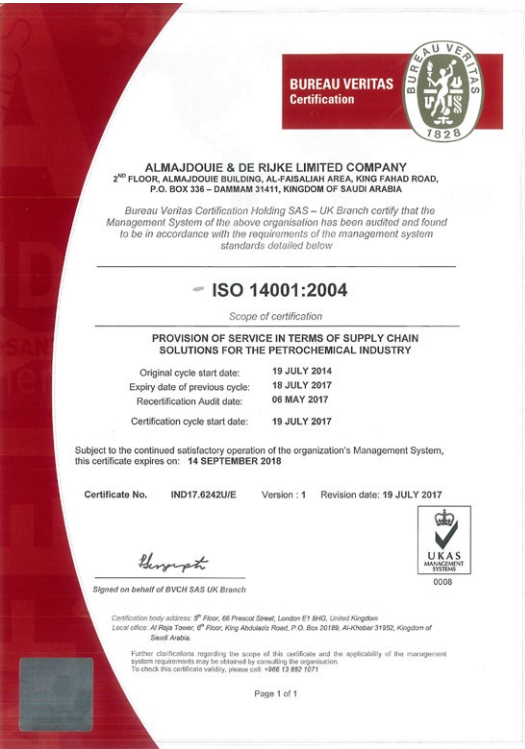 BUREAU VERITAS
Certification
BUREAU VERITAS
1828
ALMAJDOUIE & DE RIJKE LIMITED COMPANY
2ND FLOOR, ALMAJDOUIE BUILDING, AL-FAISALIAH AREA, KING FAHAD ROAD,
P.O. BOX 336 – DAMMAM 31411, KINGDOM OF SAUDI ARABIA
Bureau Veritas Certification Holding SAS – UK Branch certify that the
Management System of the above organisation has been audited and found
to be in accordance with the requirements of the management system
standards detailed below
ISO 14001:2004
Scope of certification
PROVISION OF SERVICE IN TERMS OF SUPPLY CHAIN
SOLUTIONS FOR THE PETROCHEMICAL INDUSTRY
Original cycle start date: 19 JULY 2014
Expiry date of previous cycle: 18 JULY 2017
Recertification Audit date: 06 MAY 2017
Certification cycle start date: 19 JULY 2017
Subject to the continued satisfactory operation of the organization's Management System,
this certificate expires on: 14 SEPTEMBER 2018
Certificate No. IND17.6242U/E Version : 1 Revision date: 19 JULY 2017
UKAS
MANAGEMENT
SYSTEMS
0008
Signed on behalf of BVCH SAS UK Branch
Certification body address: 5th Floor, 66 Prescot Street, London E1 8HG, United Kingdom
Local office: Al Raja Tower, 6th Floor, King Abdulaziz Road, P.O. Box 20189, Al-Khobar 31952, Kingdom of
Saudi Arabia.
Further clarifications regarding the scope of this certificate and the applicability of the management
system requirements may be obtained by consulting the organisation.
To check this certificate validity, please call: +966 13 882 1071
Page 1 of 1